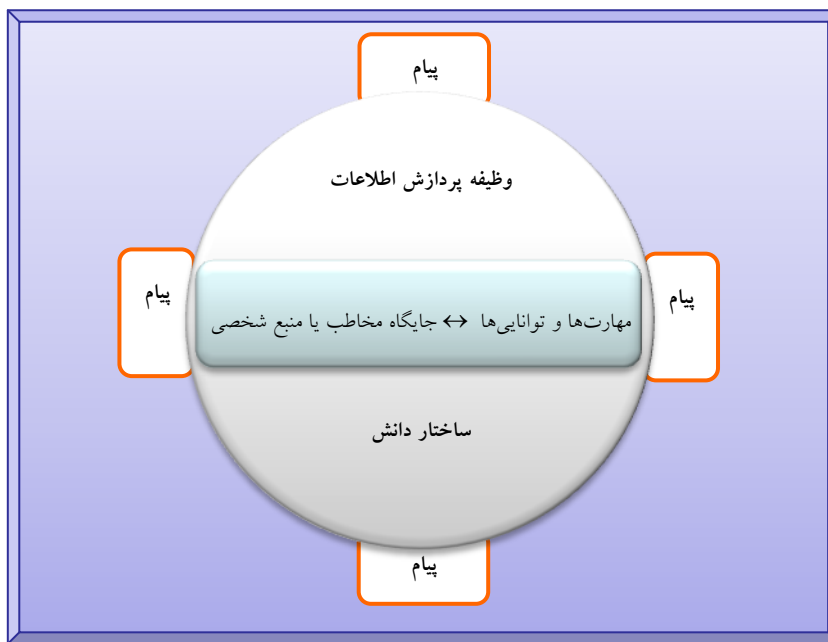 پیام
وظیفه پردازش اطلاعات
پیام
مهارت‌ها و توانایی‌ها ↔ جایگاه مخاطب یا منبع شخصی
پیام
ساختار دانش
پیام